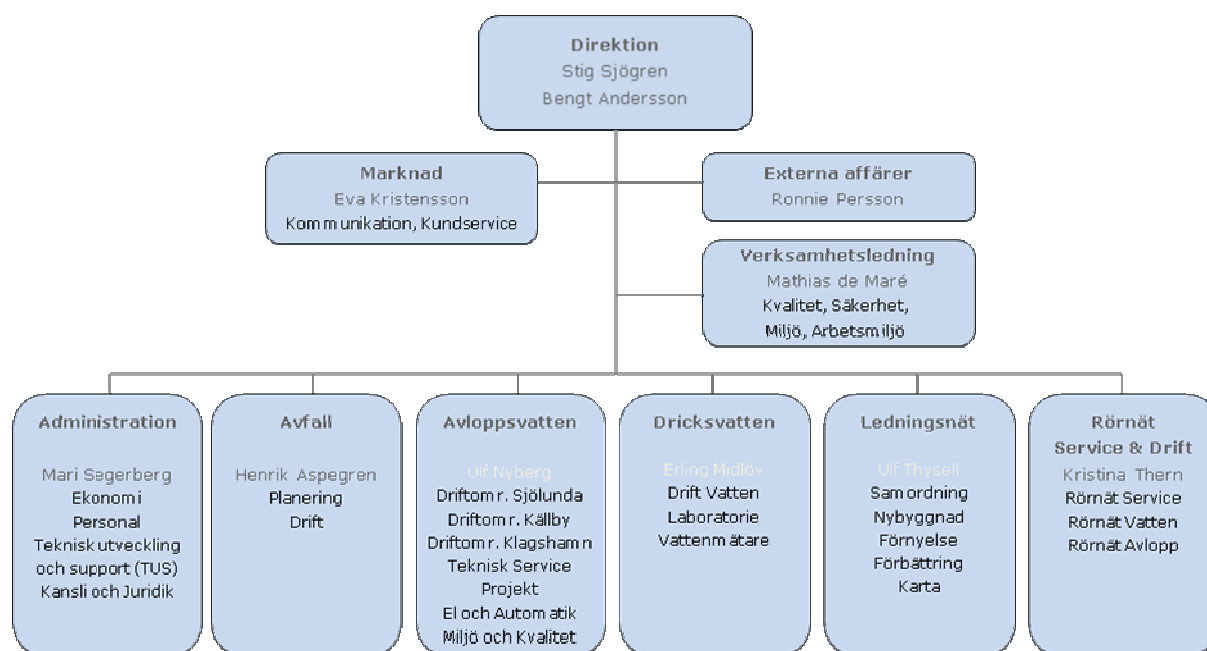 Direktion
Stig Sjögren
Bengt Andersson
Marknad
Eva Kristensson
Kommunikation, Kundservice
Externa affärer
Ronnie Persson
Verksamhetsledning
Mathias de Maré
Kvalitet, Säkerhet,
Miljö, Arbetsmiljö
Administration
Mari Segerberg
Ekonomi
Personal
Teknisk utveckling
och support (TUS)
Kansli och Juridik
Avfall
Henrik Aspegren
Planering
Drift
Avloppsvatten
Ulf Nyberg
Driftomr. Sjölunda
Driftomr. Källby
Driftomr. Klagshamn
Teknisk Service
Projekt
El och Automatik
Miljö och Kvalitet
Dricksvatten
Erling Midlöv
Drift Vatten
Laboratorie
Vattenmätare
Ledningsnät
Ulf Thysell
Samordning
Nybyggnad
Förnyelse
Förbättring
Karta
Rörnät
Service & Drift
Kristina Thern
Rörnät Service
Rörnät Vatten
Rörnät Avlopp